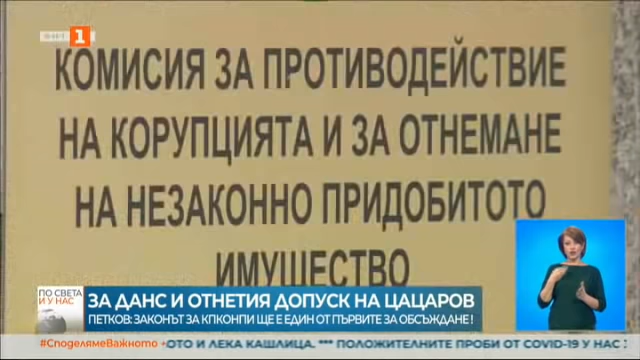 БНТ 1
КОМИСИЯ ЗА ПРОТИВОДЕЙСТВИЕ
НА КОРУПЦИЯТА И ЗА ОТНЕМАНЕ
НА НЕЗАКОННО ПРИДОБИТОТО
ИМУЩЕСТВО
ПО СВЕТА
И У НАС
ЗА ДАНС И ОТНЕТИЯ ДОПУСК НА ЦАЦАРОВ
ПЕТКОВ: ЗАКОНЪТ ЗА КПКОНПИ ЩЕ Е ЕДИН ОТ ПЪРВИТЕ ЗА ОБСЪЖДАНЕ!
#СподелямеВажното ОТО И ЛЕКА КАШЛИЦА. *** ПОЛОЖИТЕЛНИТЕ ПРОБИ ОТ COVID-19 У НАС